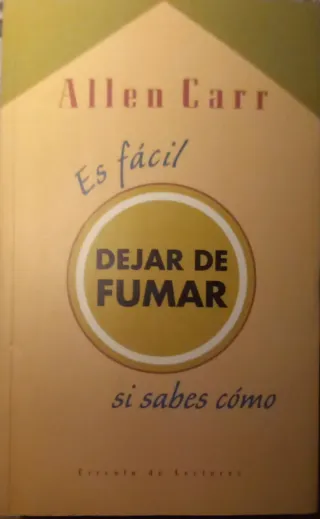 Allen Carr
Es fácil
DEJAR DE
FUMAR
si sabes cómo
Círculo de Lectores